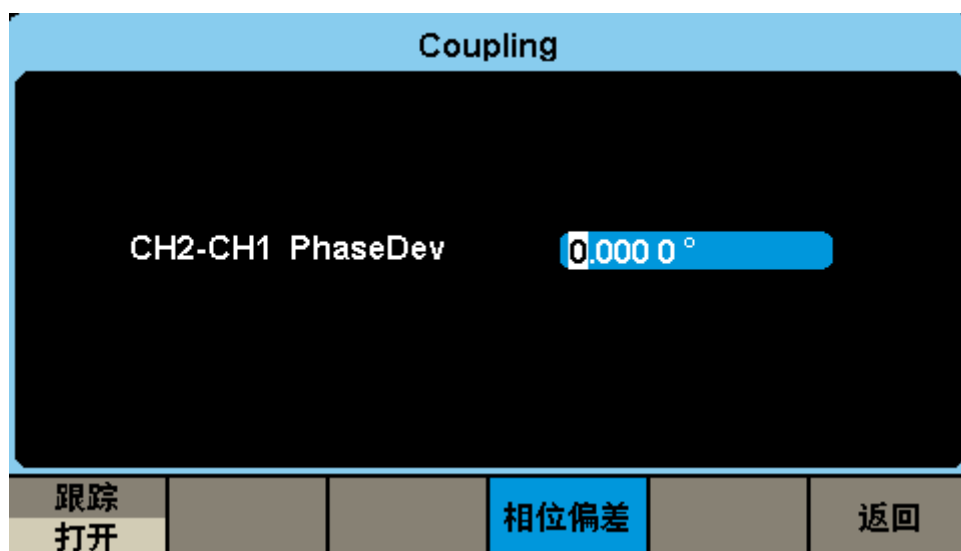 Coupling
CH2-CH1 PhaseDev 0.000 0 °
跟踪
打开
相位偏差
返回